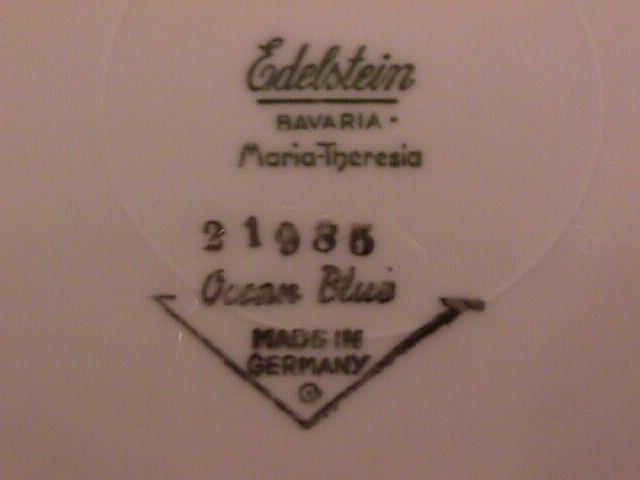 Edelstein
BAVARIA
Maria-Theresia
21985
Ocean Blue
MADE IN
GERMANY